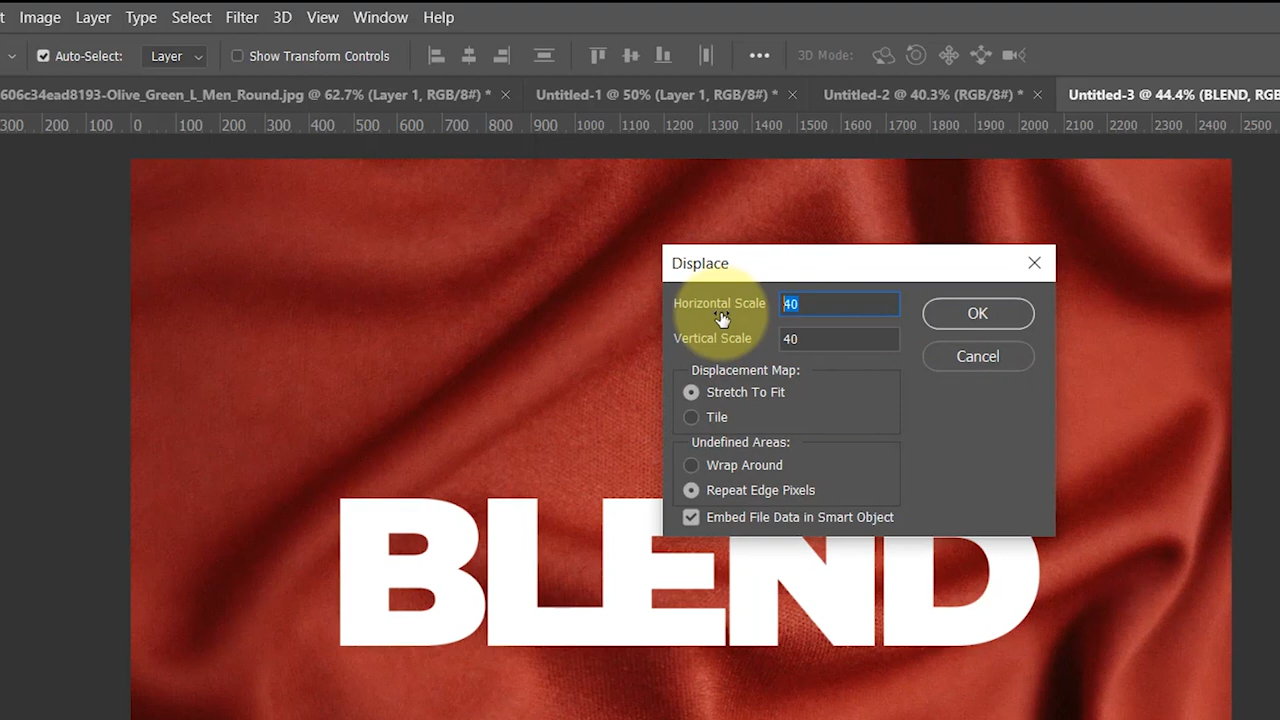 t Image Layer Type Select Filter 3D View Window Help
Auto-Select: Layer Show Transform Controls ••• 3D Mode:
606c34ead8193-Olive_Green_L_Men_Round.jpg @ 62.7% (Layer 1, RGB/8#) * Untitled-1 @ 50% (Layer 1, RGB/8#) * Untitled-2 @ 40.3% (RGB/8#) * Untitled-3 @ 44.4% (BLEND, RGB
300 200 100 0 100 200 300 400 500 600 700 800 900 1000 1100 1200 1300 1400 1500 1600 1700 1800 1900 2000 2100 2200 2300 2400 2500
Displace
Horizontal Scale 40
OK
Vertical Scale 40
Cancel
Displacement Map:
Stretch To Fit
Tile
Undefined Areas:
Wrap Around
Repeat Edge Pixels
Embed File Data in Smart Object
BLEND